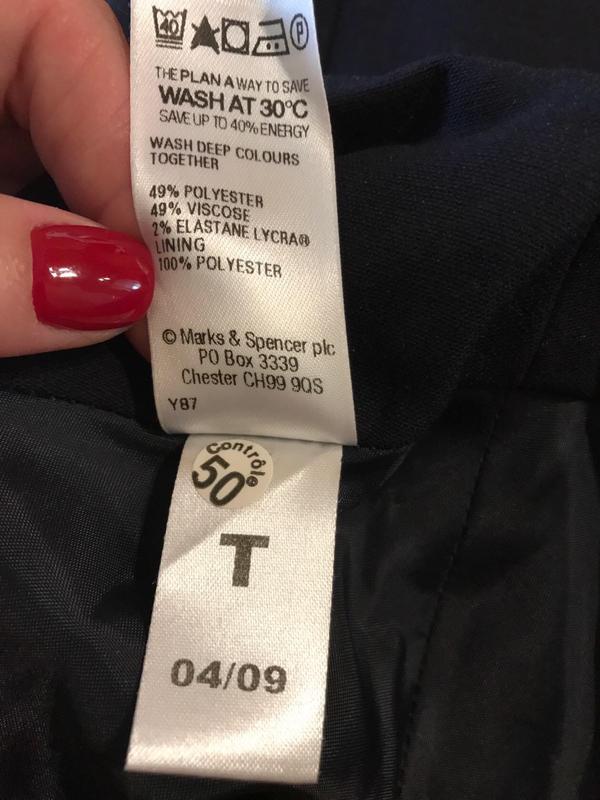 40 P
THE PLAN A WAY TO SAVE
WASH AT 30°C
SAVE UP TO 40% ENERGY
WASH DEEP COLOURS
TOGETHER
49% POLYESTER
49% VISCOSE
2% ELASTANE LYCRA®
LINING
100% POLYESTER
© Marks & Spencer plc
PO Box 3339
Chester CH99 9QS
Y87
Contrôle
50
T
04/09